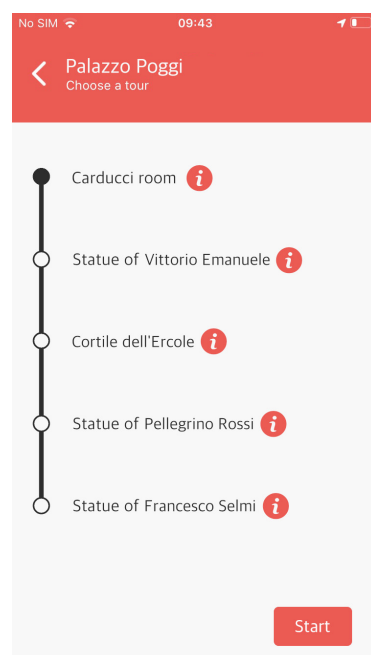 No SIM 09:43
Palazzo Poggi
Choose a tour
Carducci room i
Statue of Vittorio Emanuele i
Cortile dell'Ercole i
Statue of Pellegrino Rossi i
Statue of Francesco Selmi i
Start